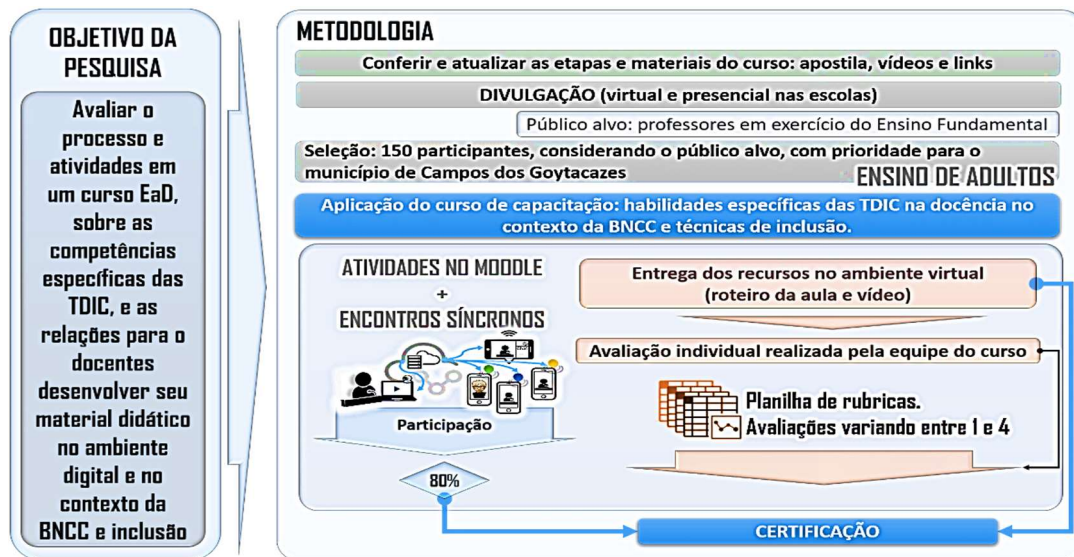 OBJETIVO DA
PESQUISA
Avaliar o
processo e
atividades em
um curso EaD,
sobre as
competências
específicas das
TDIC, e as
relações para o
docentes
desenvolver seu
material didático
no ambiente
digital e no
contexto da
BNCC e inclusão
METODOLOGIA
Conferir e atualizar as etapas e materiais do curso: apostila, vídeos e links
DIVULGAÇÃO (virtual e presencial nas escolas)
Público alvo: professores em exercício do Ensino Fundamental
Seleção: 150 participantes, considerando o público alvo, com prioridade para o
município de Campos dos Goytacazes
ENSINO DE ADULTOS
Aplicação do curso de capacitação: habilidades específicas das TDIC na docência no
contexto da BNCC e técnicas de inclusão.
ATIVIDADES NO MOODLE
+
ENCONTROS SÍNCRONOS
Participação
80%
Entrega dos recursos no ambiente virtual
(roteiro da aula e vídeo)
Avaliação individual realizada pela equipe do curso
Planilha de rubricas.
Avaliações variando entre 1 e 4
CERTIFICAÇÃO